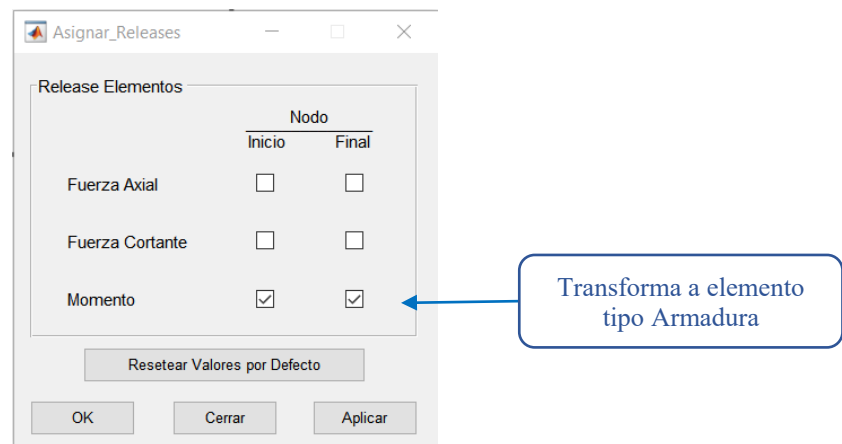 Asignar_Releases
Release Elementos
Nodo
Inicio Final
Fuerza Axial
Fuerza Cortante
Momento
Transforma a elemento
tipo Armadura
Resetear Valores por Defecto
OK Cerrar Aplicar